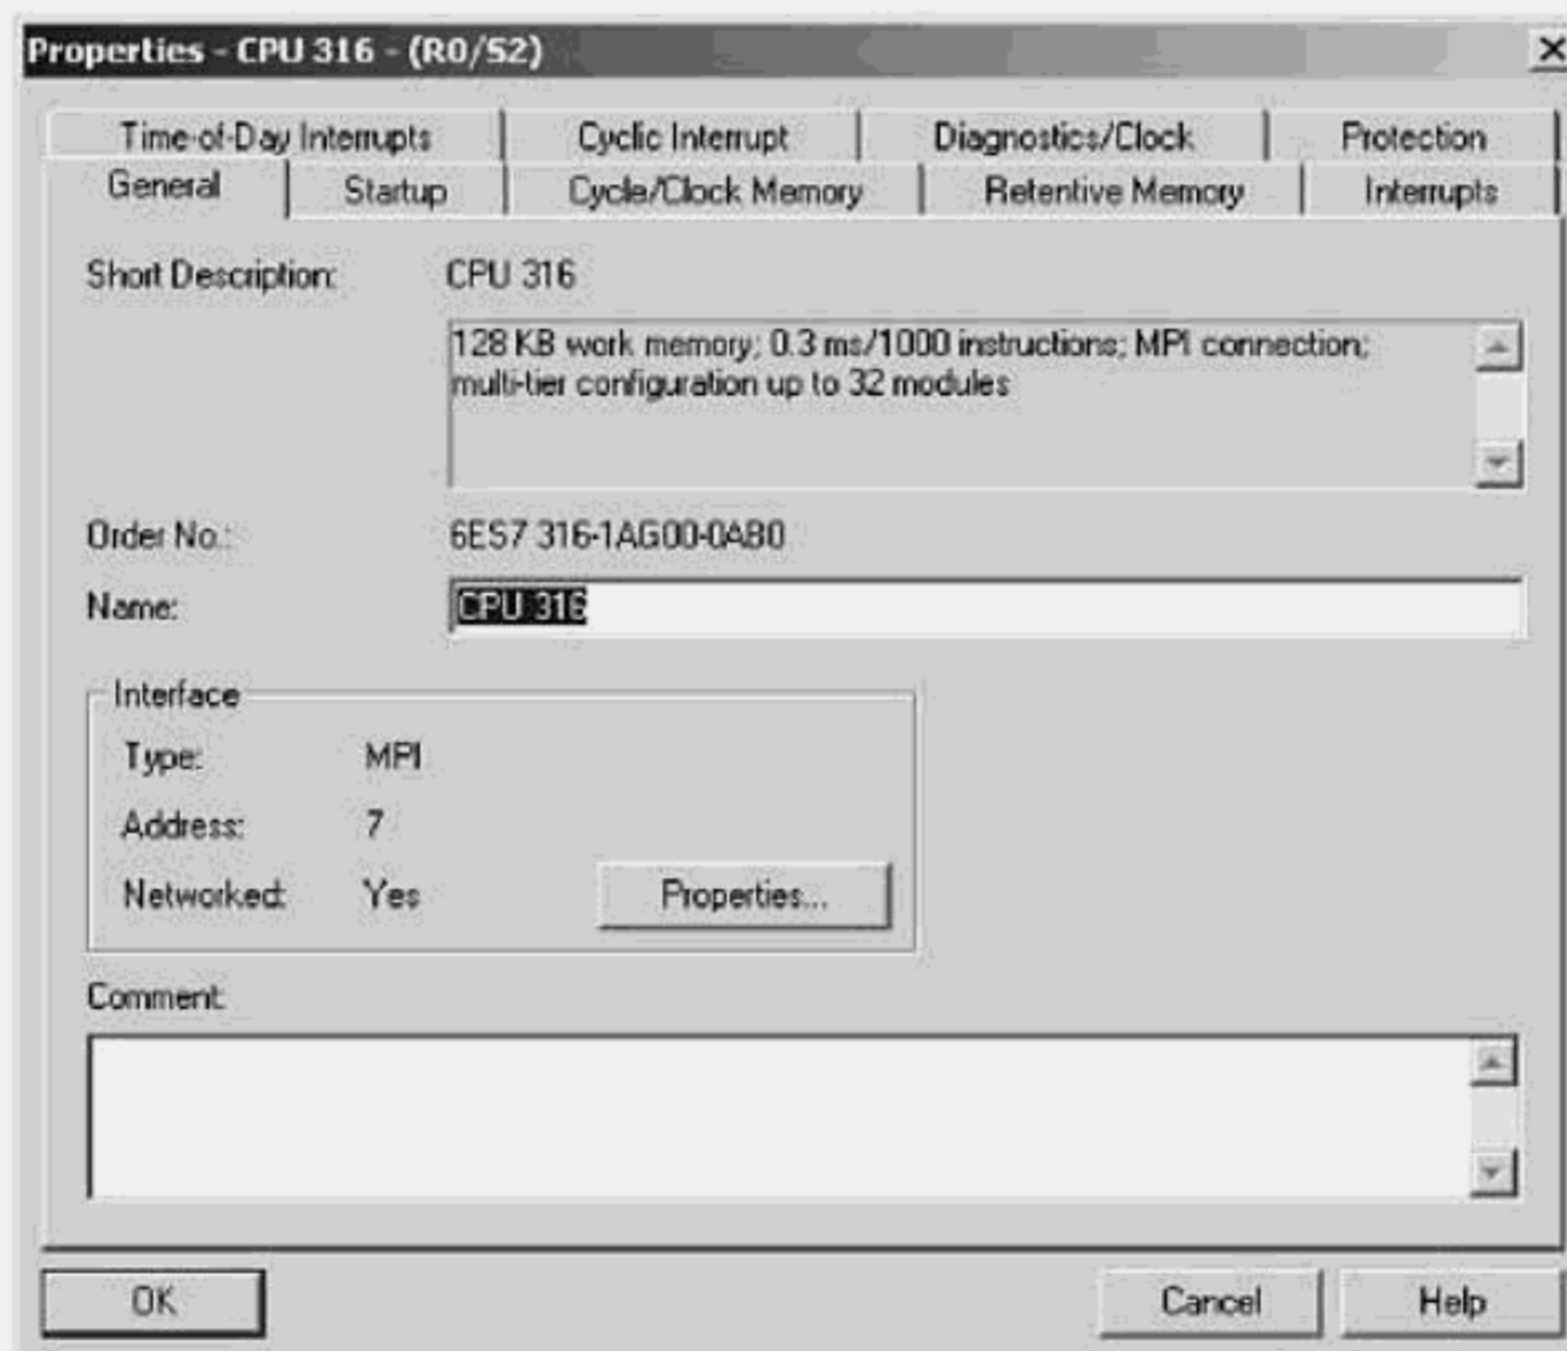 Properties - CPU 316 - (R0/S2)
Time-of-Day Interrupts Cyclic Interrupt Diagnostics/Clock Protection
General Startup Cycle/Clock Memory Retentive Memory Interrupts
Short Description: CPU 316
128 KB work memory; 0.3 ms/1000 instructions; MPI connection;
multi-tier configuration up to 32 modules
Order No.: 6ES7 316-1AG00-0AB0
Name: CPU 316
Interface
Type: MPI
Address: 7
Networked: Yes Properties...
Comment:
OK Cancel Help